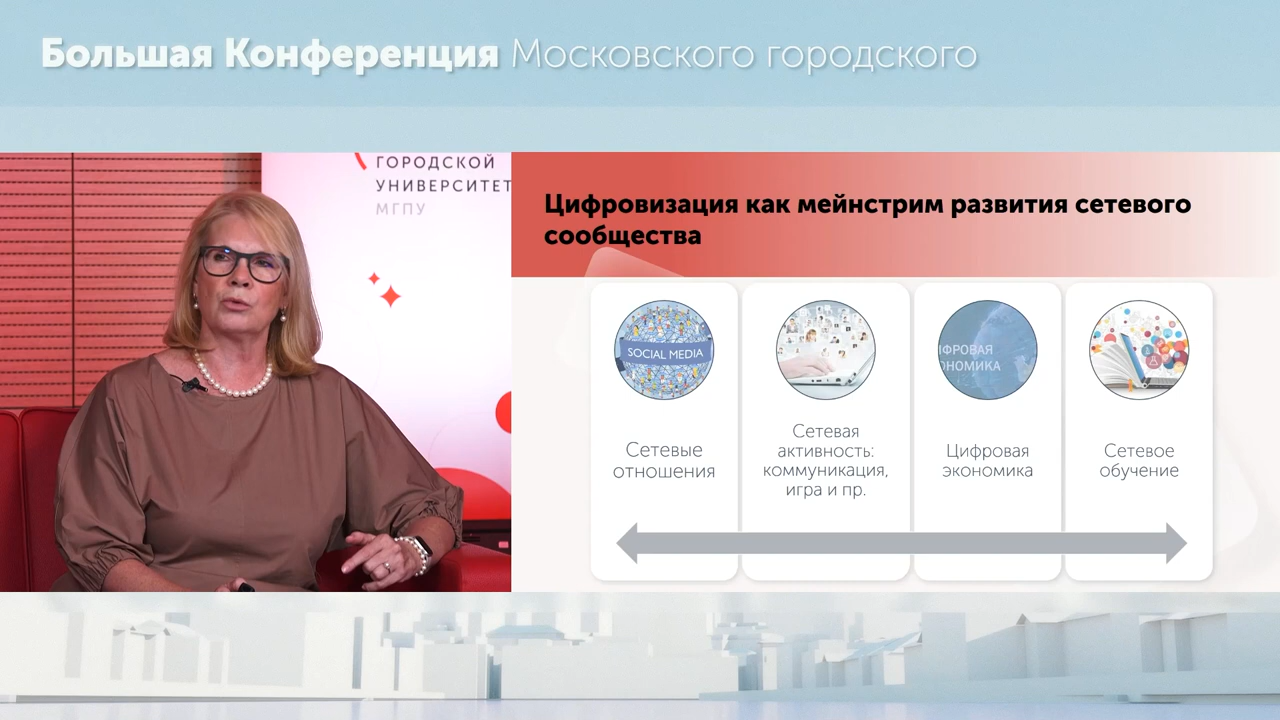 Большая Конференция Московского городского
ГОРОДСКОЙ
УНИВЕРСИТЕТ
МГПУ
Цифровизация как мейнстрим развития сетевого
сообщества
SOCIAL MEDIA
ИФРОВАЯ
ОНОМИКА
Сетевые
отношения
Сетевая
активность:
коммуникация,
игра и пр.
Цифровая
экономика
Сетевое
обучение